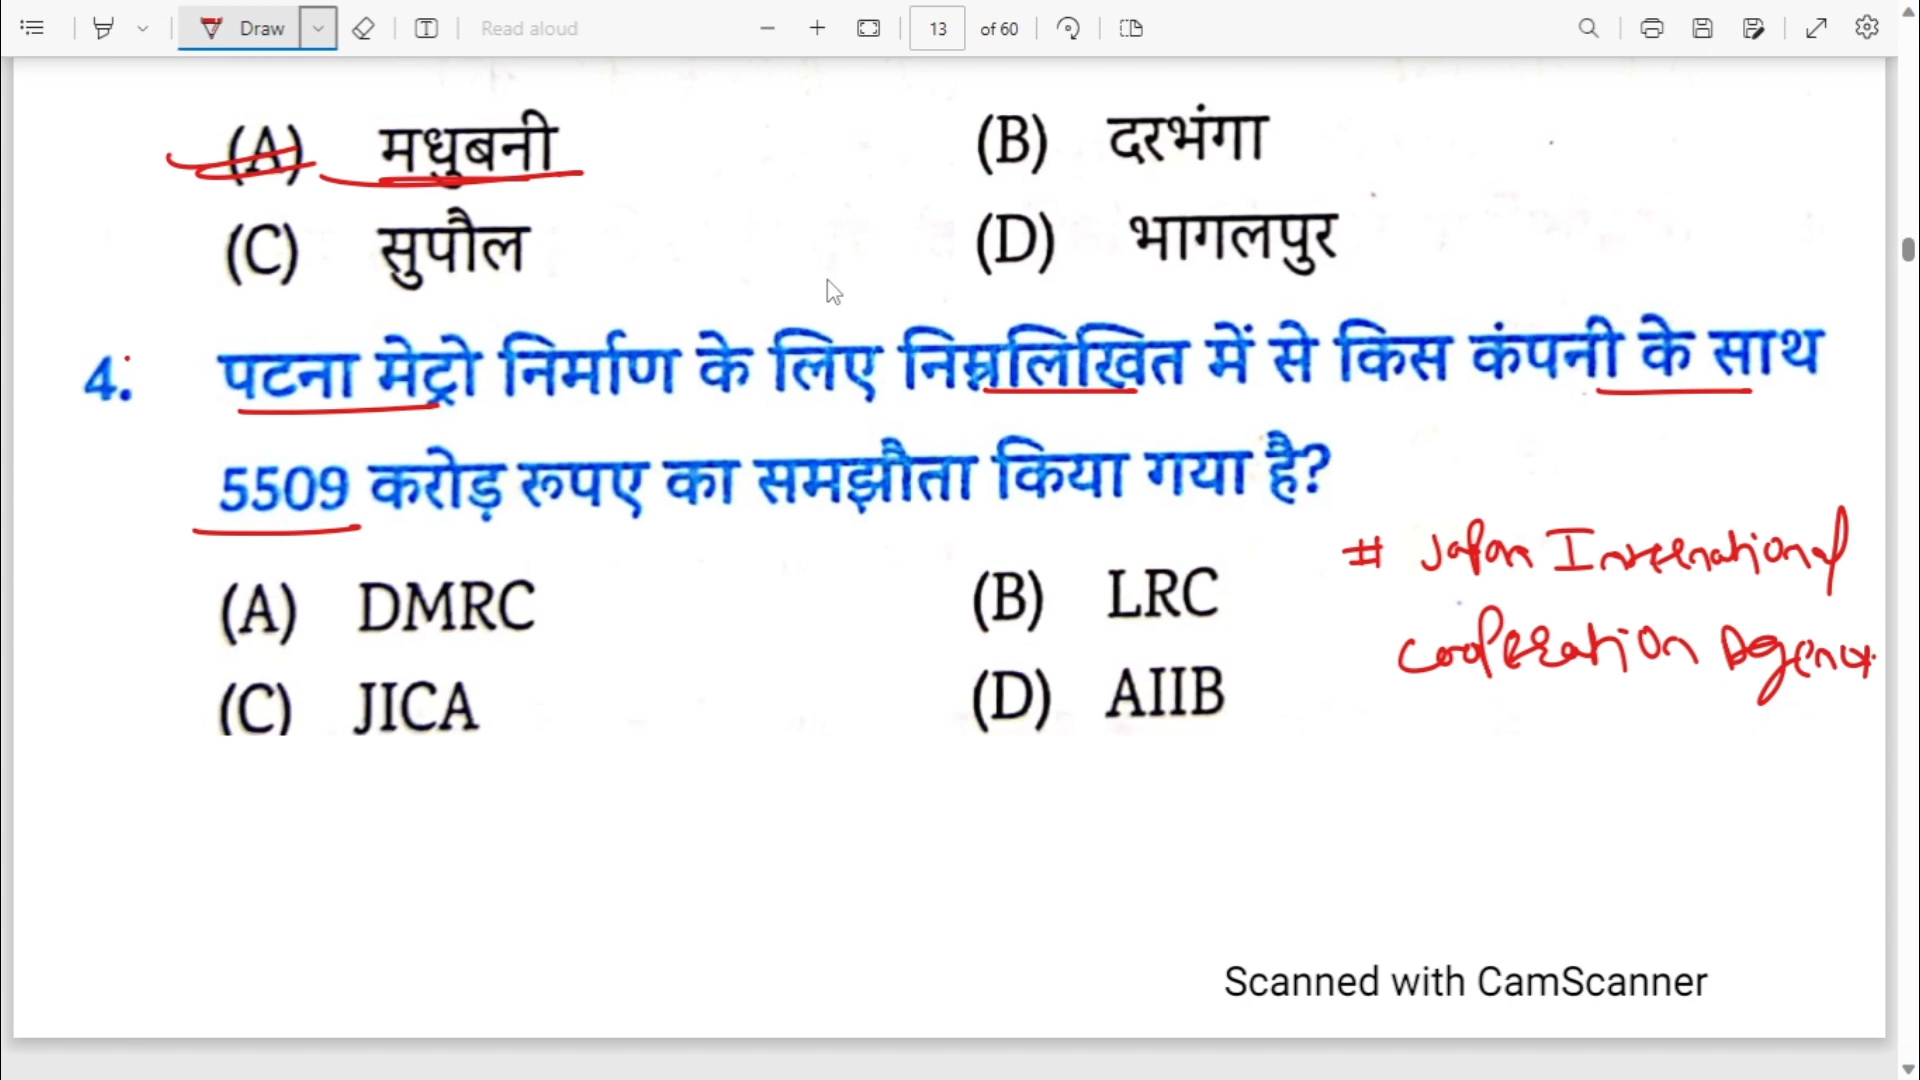 Draw
Read aloud
13 of 60
(A) मधुबनी (B) दरभंगा
(C) सुपौल (D) भागलपुर
4. पटना मेट्रो निर्माण के लिए निम्नलिखित में से किस कंपनी के साथ
5509 करोड़ रूपए का समझौता किया गया है?
# Japan International
(A) DMRC (B) LRC
Cooperation Agency
(C) JICA (D) AIIB
Scanned with CamScanner